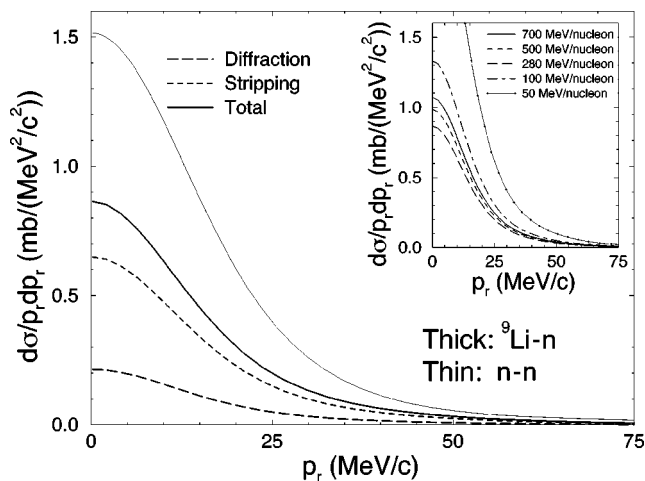 dσ/p_r dp_r (mb/(MeV²/c²))
1.5
1.0
0.5
0.0
0
25
50
75
p_r (MeV/c)
Diffraction
Stripping
Total
Thick: ⁹Li-n
Thin: n-n
dσ/p_r dp_r (mb/(MeV²/c²))
1.5
1.0
0.5
0.0
0
25
50
75
p_r (MeV/c)
700 MeV/nucleon
500 MeV/nucleon
280 MeV/nucleon
100 MeV/nucleon
50 MeV/nucleon